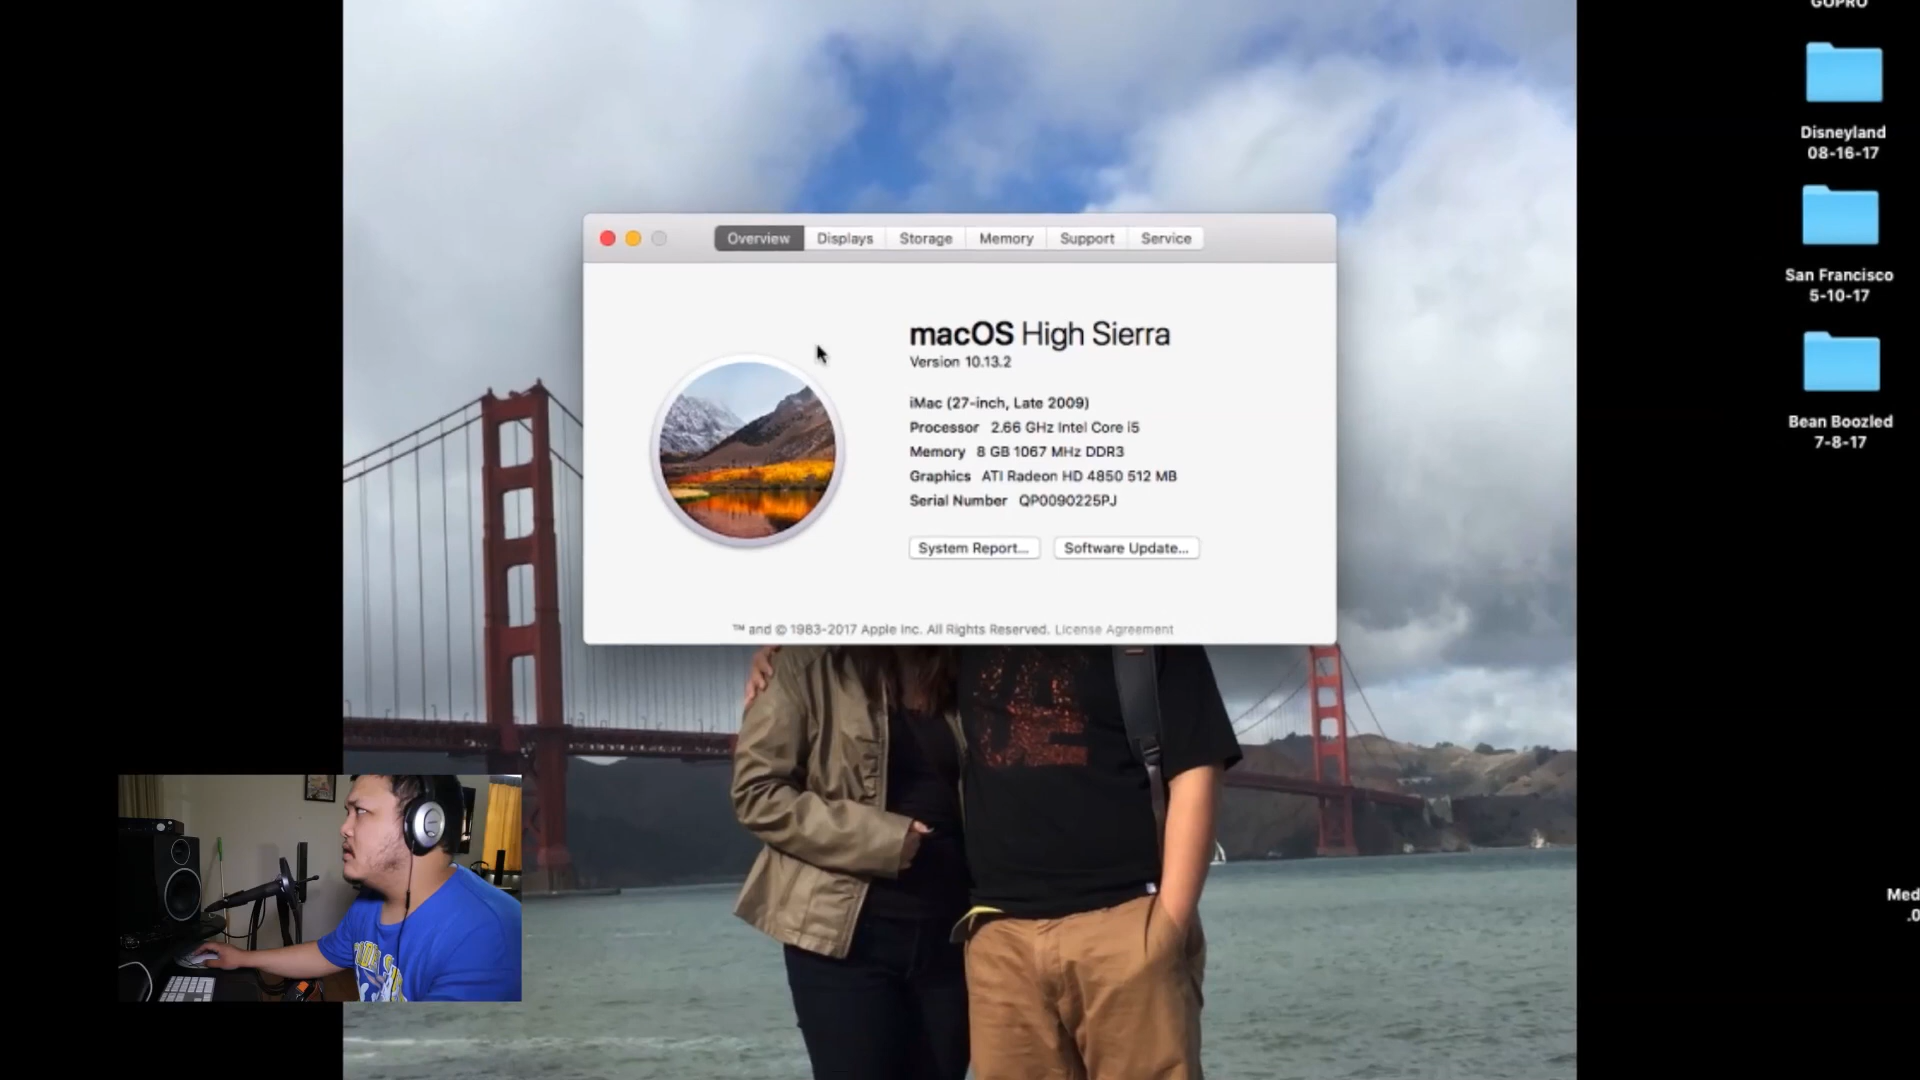 GOPRO
Disneyland
08-16-17
San Francisco
5-10-17
Bean Boozled
7-8-17
Overview Displays Storage Memory Support Service
macOS High Sierra
Version 10.13.2
iMac (27-inch, Late 2009)
Processor 2.66 GHz Intel Core i5
Memory 8 GB 1067 MHz DDR3
Graphics ATI Radeon HD 4850 512 MB
Serial Number QP0090225PJ
System Report... Software Update...
™ and © 1983-2017 Apple Inc. All Rights Reserved. License Agreement
Med
.0